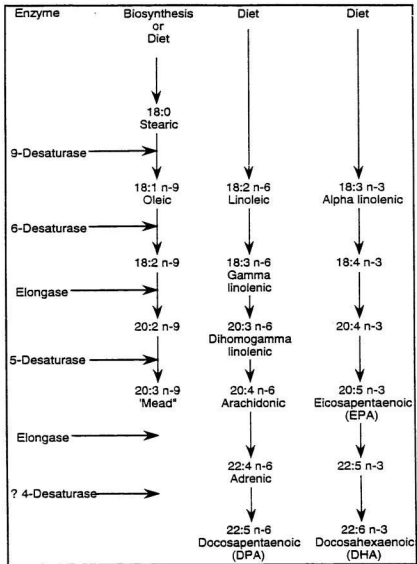 Enzyme Biosynthesis Diet Diet
or
Diet
18:0
Stearic
9-Desaturase
18:1 n-9 18:2 n-6 18:3 n-3
Oleic Linoleic Alpha linolenic
6-Desaturase
18:2 n-9 18:3 n-6 18:4 n-3
Gamma
linolenic
Elongase
20:2 n-9 20:3 n-6 20:4 n-3
Dihomogamma
linolenic
5-Desaturase
20:3 n-9 20:4 n-6 20:5 n-3
'Mead" Arachidonic Eicosapentaenoic
(EPA)
Elongase
22:4 n-6 22:5 n-3
Adrenic
? 4-Desaturase
22:5 n-6 22:6 n-3
Docosapentaenoic Docosahexaenoic
(DPA) (DHA)